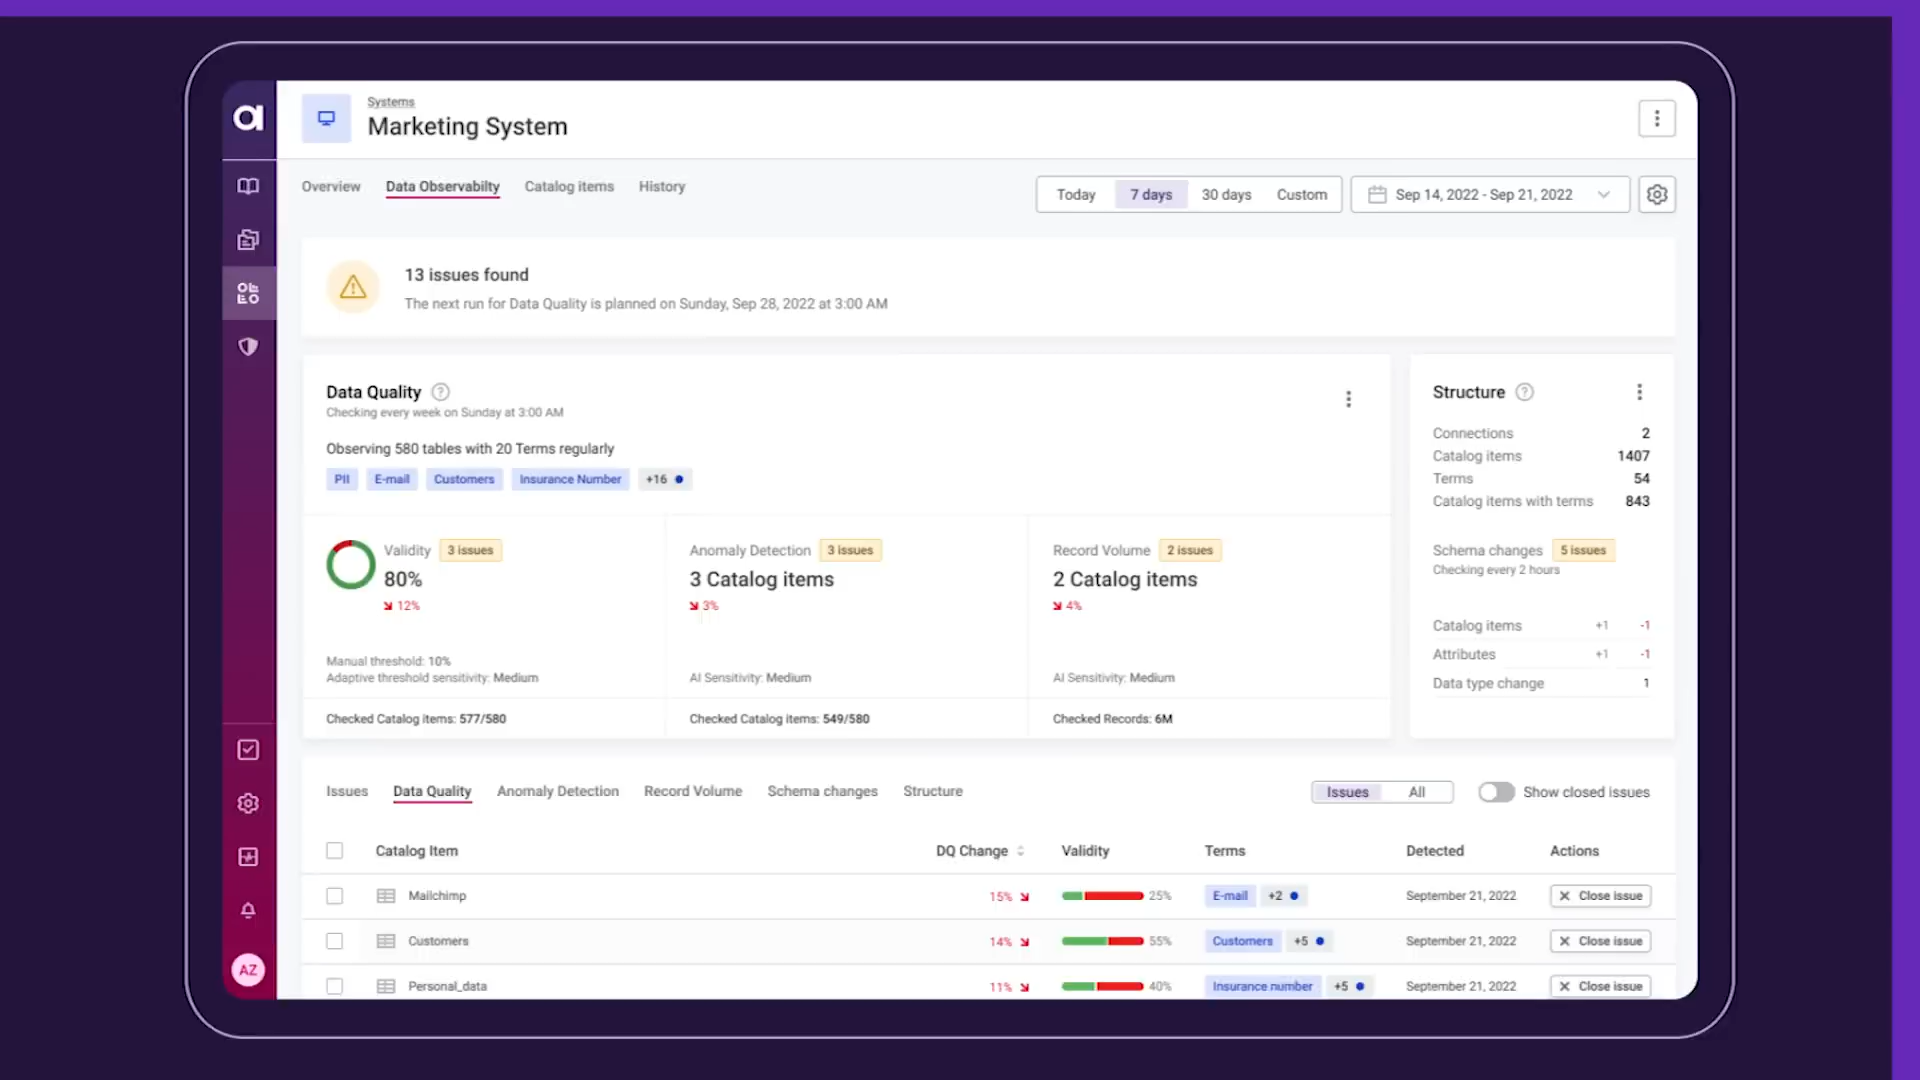 a
Systems
Marketing System
Overview
Data Observabilty
Catalog items
History
Today
7 days
30 days
Custom
Sep 14, 2022 - Sep 21, 2022
13 issues found
The next run for Data Quality is planned on Sunday, Sep 28, 2022 at 3:00 AM
Data Quality ?
Checking every week on Sunday at 3:00 AM
Observing 580 tables with 20 Terms regularly
PII
E-mail
Customers
Insurance Number
+16
Validity
3 issues
80%
12%
Manual threshold: 10%
Adaptive threshold sensitivity: Medium
Checked Catalog items: 577/580
Anomaly Detection
3 issues
3 Catalog items
3%
AI Sensitivity: Medium
Checked Catalog items: 549/580
Record Volume
2 issues
2 Catalog items
4%
AI Sensitivity: Medium
Checked Records: 6M
Structure ?
Connections 2
Catalog items 1407
Terms 54
Catalog items with terms 843
Schema changes
5 issues
Checking every 2 hours
Catalog items +1 -1
Attributes +1 -1
Data type change 1
Issues
Data Quality
Anomaly Detection
Record Volume
Schema changes
Structure
Issues
All
Show closed issues
Catalog Item DQ Change Validity Terms Detected Actions
Mailchimp 15% 25% E-mail +2 September 21, 2022 Close issue
Customers 14% 55% Customers +5 September 21, 2022 Close issue
Personal_data 11% 40% Insurance number +5 September 21, 2022 Close issue
AZ